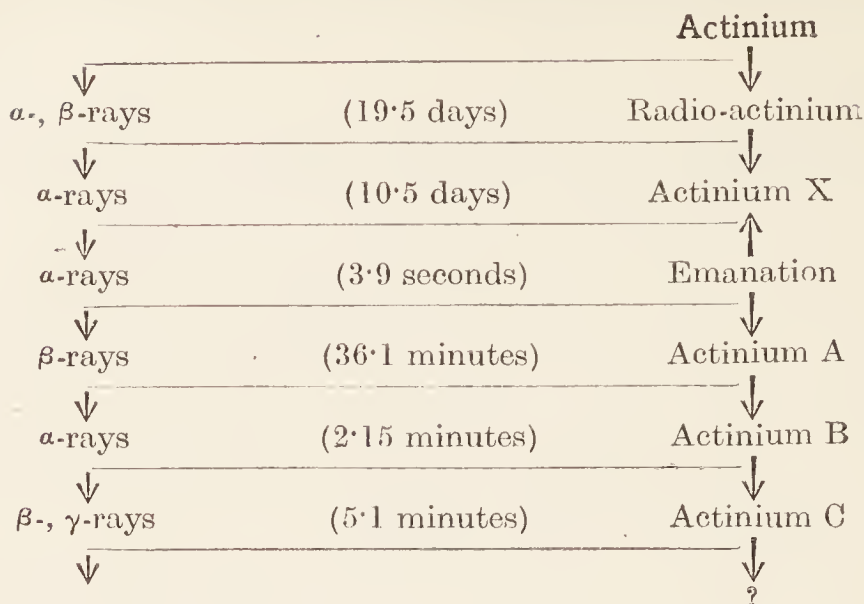 Actinium
α-, β-rays (19·5 days) Radio-actinium
α-rays (10·5 days) Actinium X
α-rays (3·9 seconds) Emanation
β-rays (36·1 minutes) Actinium A
α-rays (2·15 minutes) Actinium B
β-, γ-rays (5·1 minutes) Actinium C
?